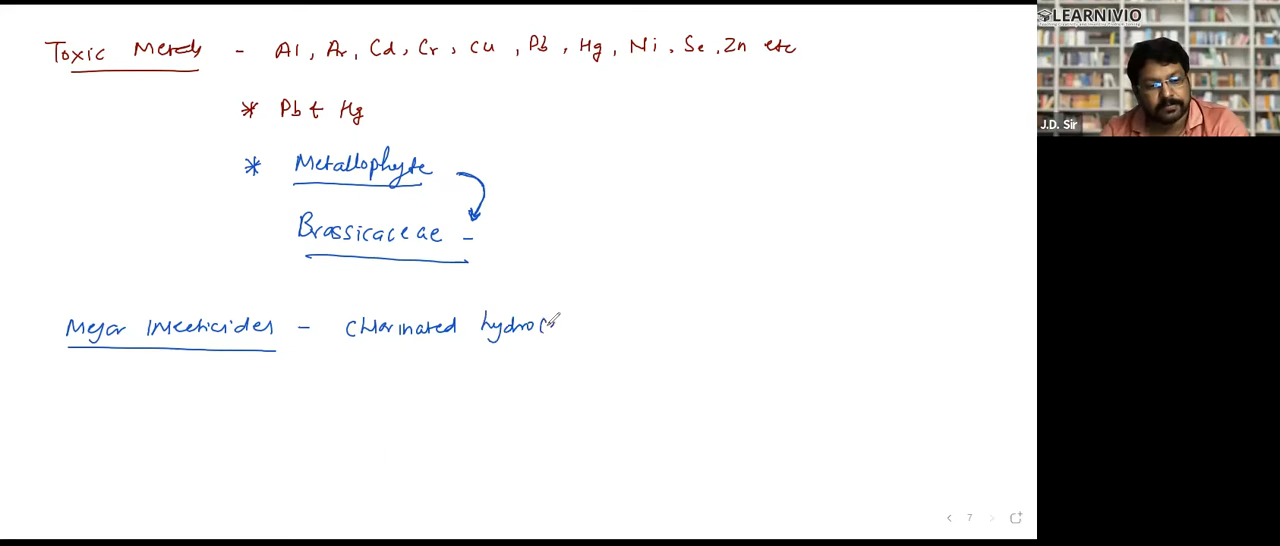 Toxic Metals - Al, Ar, Cd, Cr, Cu, Pb, Hg, Ni, Se, Zn etc
* Pb & Hg
* Metallophyte
Brassicaceae -
Major Insecticides - Chlorinated hydroc
LEARNIVIO
J.D. Sir
7